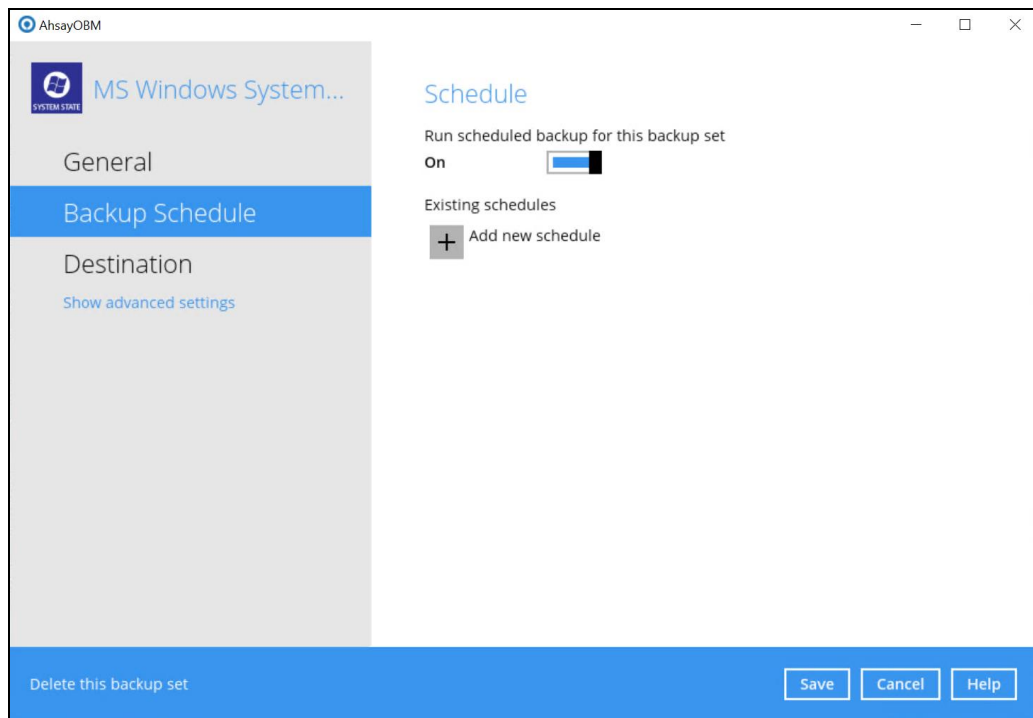 AhsayOBM
SYSTEM STATE
MS Windows System...
General
Backup Schedule
Destination
Show advanced settings
Schedule
Run scheduled backup for this backup set
On
Existing schedules
Add new schedule
Delete this backup set
Save
Cancel
Help